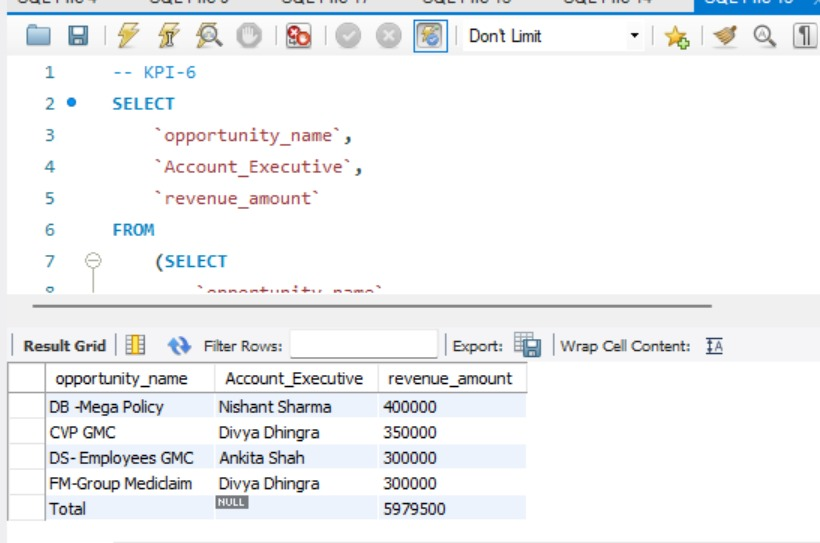 Don't Limit
1 -- KPI-6
2 SELECT
3 `opportunity_name`,
4 `Account_Executive`,
5 `revenue_amount`
6 FROM
7 (SELECT
8 `opportunity_name`
Result Grid Filter Rows: Export: Wrap Cell Content:
opportunity_name Account_Executive revenue_amount
DB -Mega Policy Nishant Sharma 400000
CVP GMC Divya Dhingra 350000
DS- Employees GMC Ankita Shah 300000
FM-Group Mediclaim Divya Dhingra 300000
Total NULL 5979500